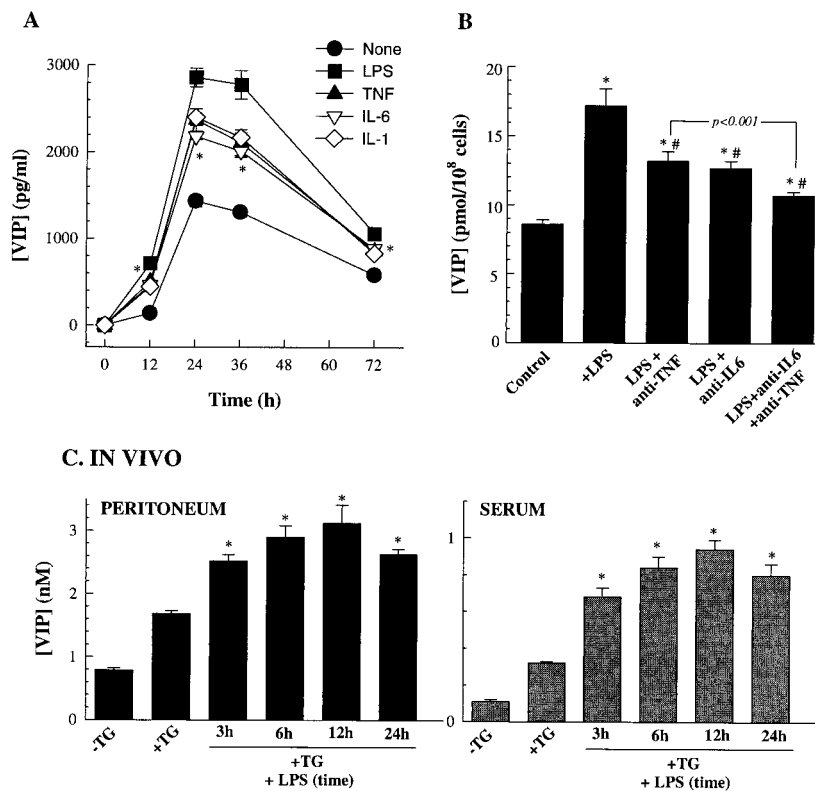 A
None
LPS
TNF
IL-6
IL-1
[VIP] (pg/ml)
3000
2400
1800
1000
0
*
*
*
*
0 12 24 36 48 60 72
Time (h)
B
[VIP] (pmol/10⁸ cells)
20
15
10
5
0
*
* #
* #
* #
p<0.001
Control
+LPS
LPS +
anti-TNF
LPS +
anti-IL6
LPS+anti-IL6
+anti-TNF
C. IN VIVO
PERITONEUM
[VIP] (nM)
3
2
1
0
*
*
*
*
-TG
+TG
3h 6h 12h 24h
+TG
+ LPS (time)
SERUM
1
0
*
*
*
*
-TG
+TG
3h 6h 12h 24h
+TG
+ LPS (time)